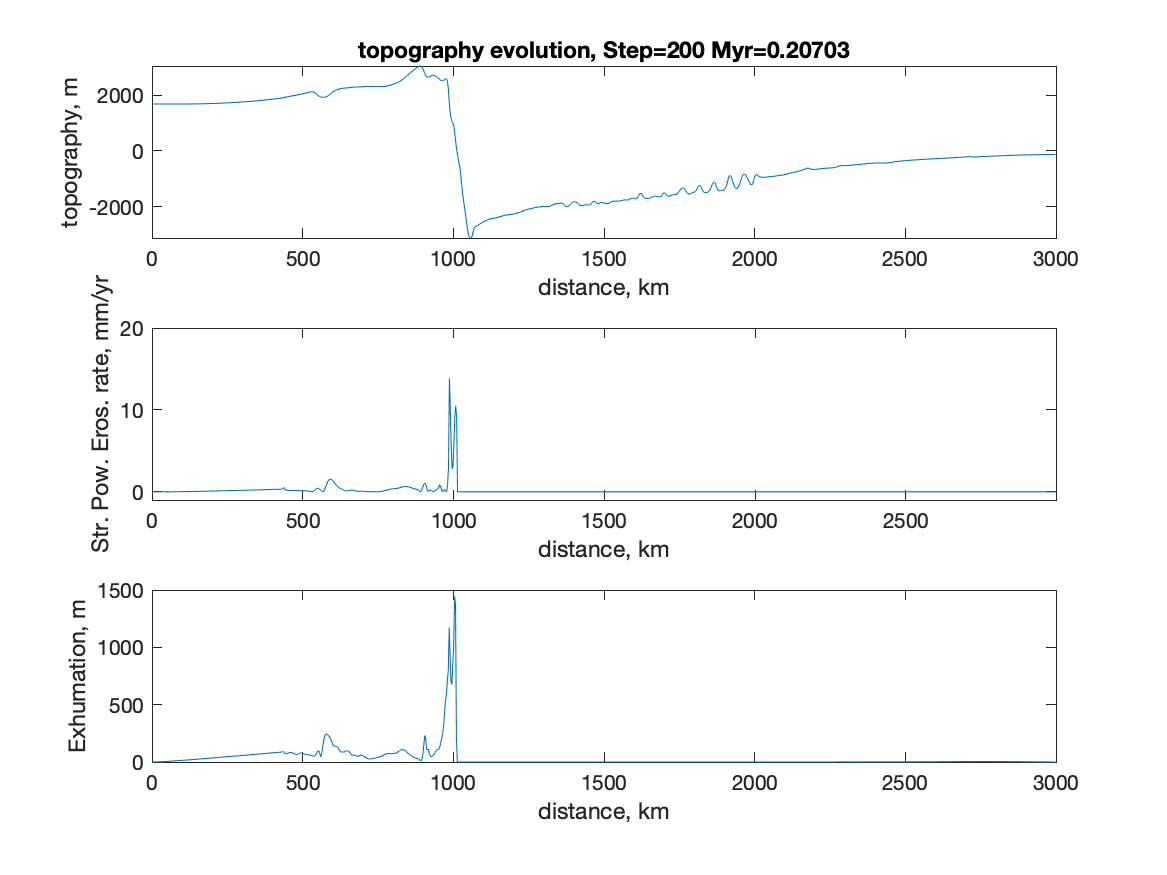 topography evolution, Step=200 Myr=0.20703
topography, m
2000
0
-2000
0 500 1000 1500 2000 2500 3000
distance, km
Str. Pow. Eros. rate, mm/yr
20
10
0
0 500 1000 1500 2000 2500
distance, km
Exhumation, m
1500
1000
500
0
0 500 1000 1500 2000 2500 3000
distance, km